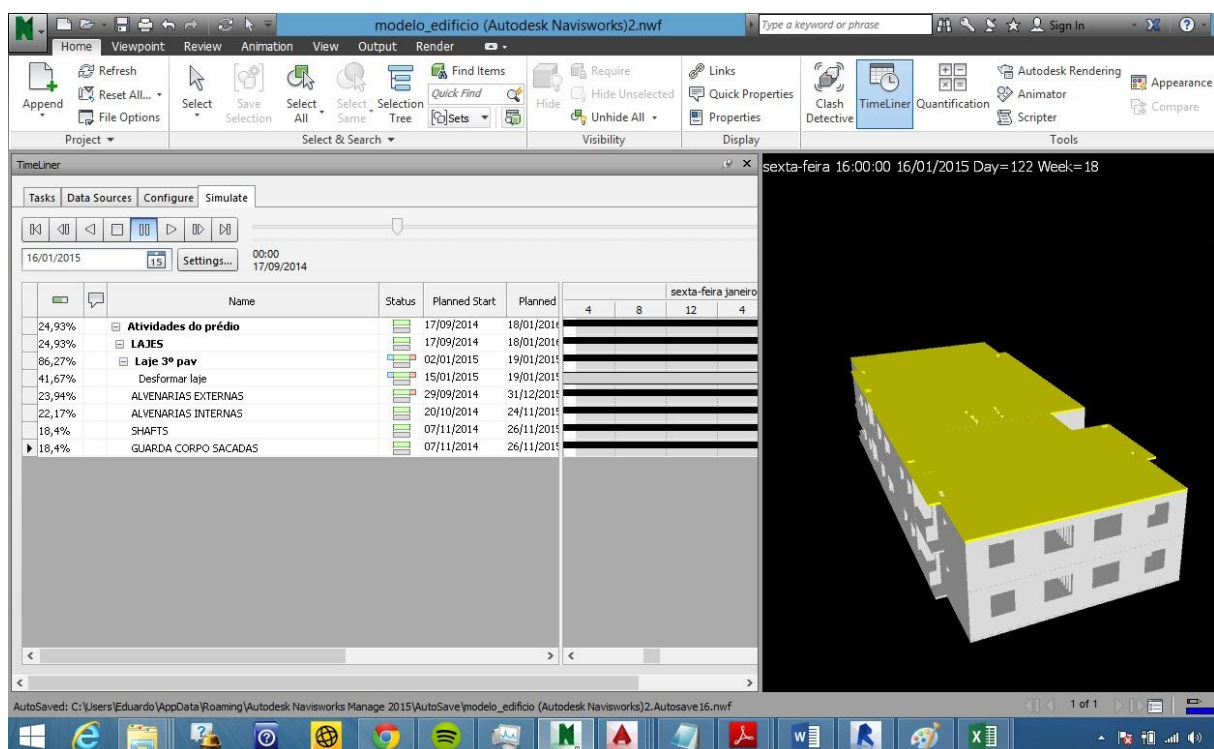 modelo_edificio (Autodesk Navisworks)2.nwf
Type a keyword or phrase
Sign In
Home Viewpoint Review Animation View Output Render
Append
Refresh
Reset All...
File Options
Project
Select
Save Selection
Select All
Select Same
Selection Tree
Find Items
Quick Find
Sets
Select & Search
Hide
Require
Hide Unselected
Unhide All
Visibility
Links
Quick Properties
Properties
Display
Clash Detective
TimeLiner
Quantification
Autodesk Rendering
Animator
Scripter
Appearance
Compare
Tools
TimeLiner
Tasks Data Sources Configure Simulate
16/01/2015 15 Settings... 00:00
17/09/2014
Name Status Planned Start Planned
sexta-feira janeiro
4 8 12 4
24,93% Atividades do prédio 17/09/2014 18/01/2016
24,93% LAJES 17/09/2014 18/01/2016
86,27% Laje 3º pav 02/01/2015 19/01/2015
41,67% Desformar laje 15/01/2015 19/01/2015
23,94% ALVENARIAS EXTERNAS 29/09/2014 31/12/2015
22,17% ALVENARIAS INTERNAS 20/10/2014 24/11/2015
18,4% SHAFTS 07/11/2014 26/11/2015
18,4% GUARDA CORPO SACADAS 07/11/2014 26/11/2015
sexta-feira 16:00:00 16/01/2015 Day=122 Week=18
AutoSaved: C:\Users\Eduardo\AppData\Roaming\Autodesk Navisworks Manage 2015\AutoSave\modelo_edificio (Autodesk Navisworks)2.Autosave16.nwf
1 of 1